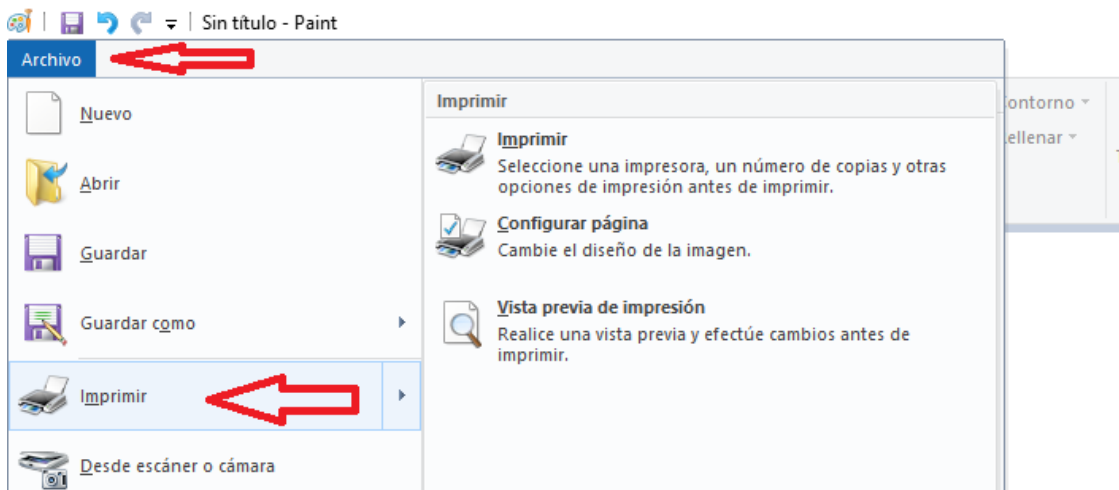 Sin título - Paint
Archivo
Nuevo
Abrir
Guardar
Guardar como
Imprimir
Desde escáner o cámara
Imprimir
Imprimir
Seleccione una impresora, un número de copias y otras
opciones de impresión antes de imprimir.
Configurar página
Cambie el diseño de la imagen.
Vista previa de impresión
Realice una vista previa y efectúe cambios antes de
imprimir.
ontorno
ellenar